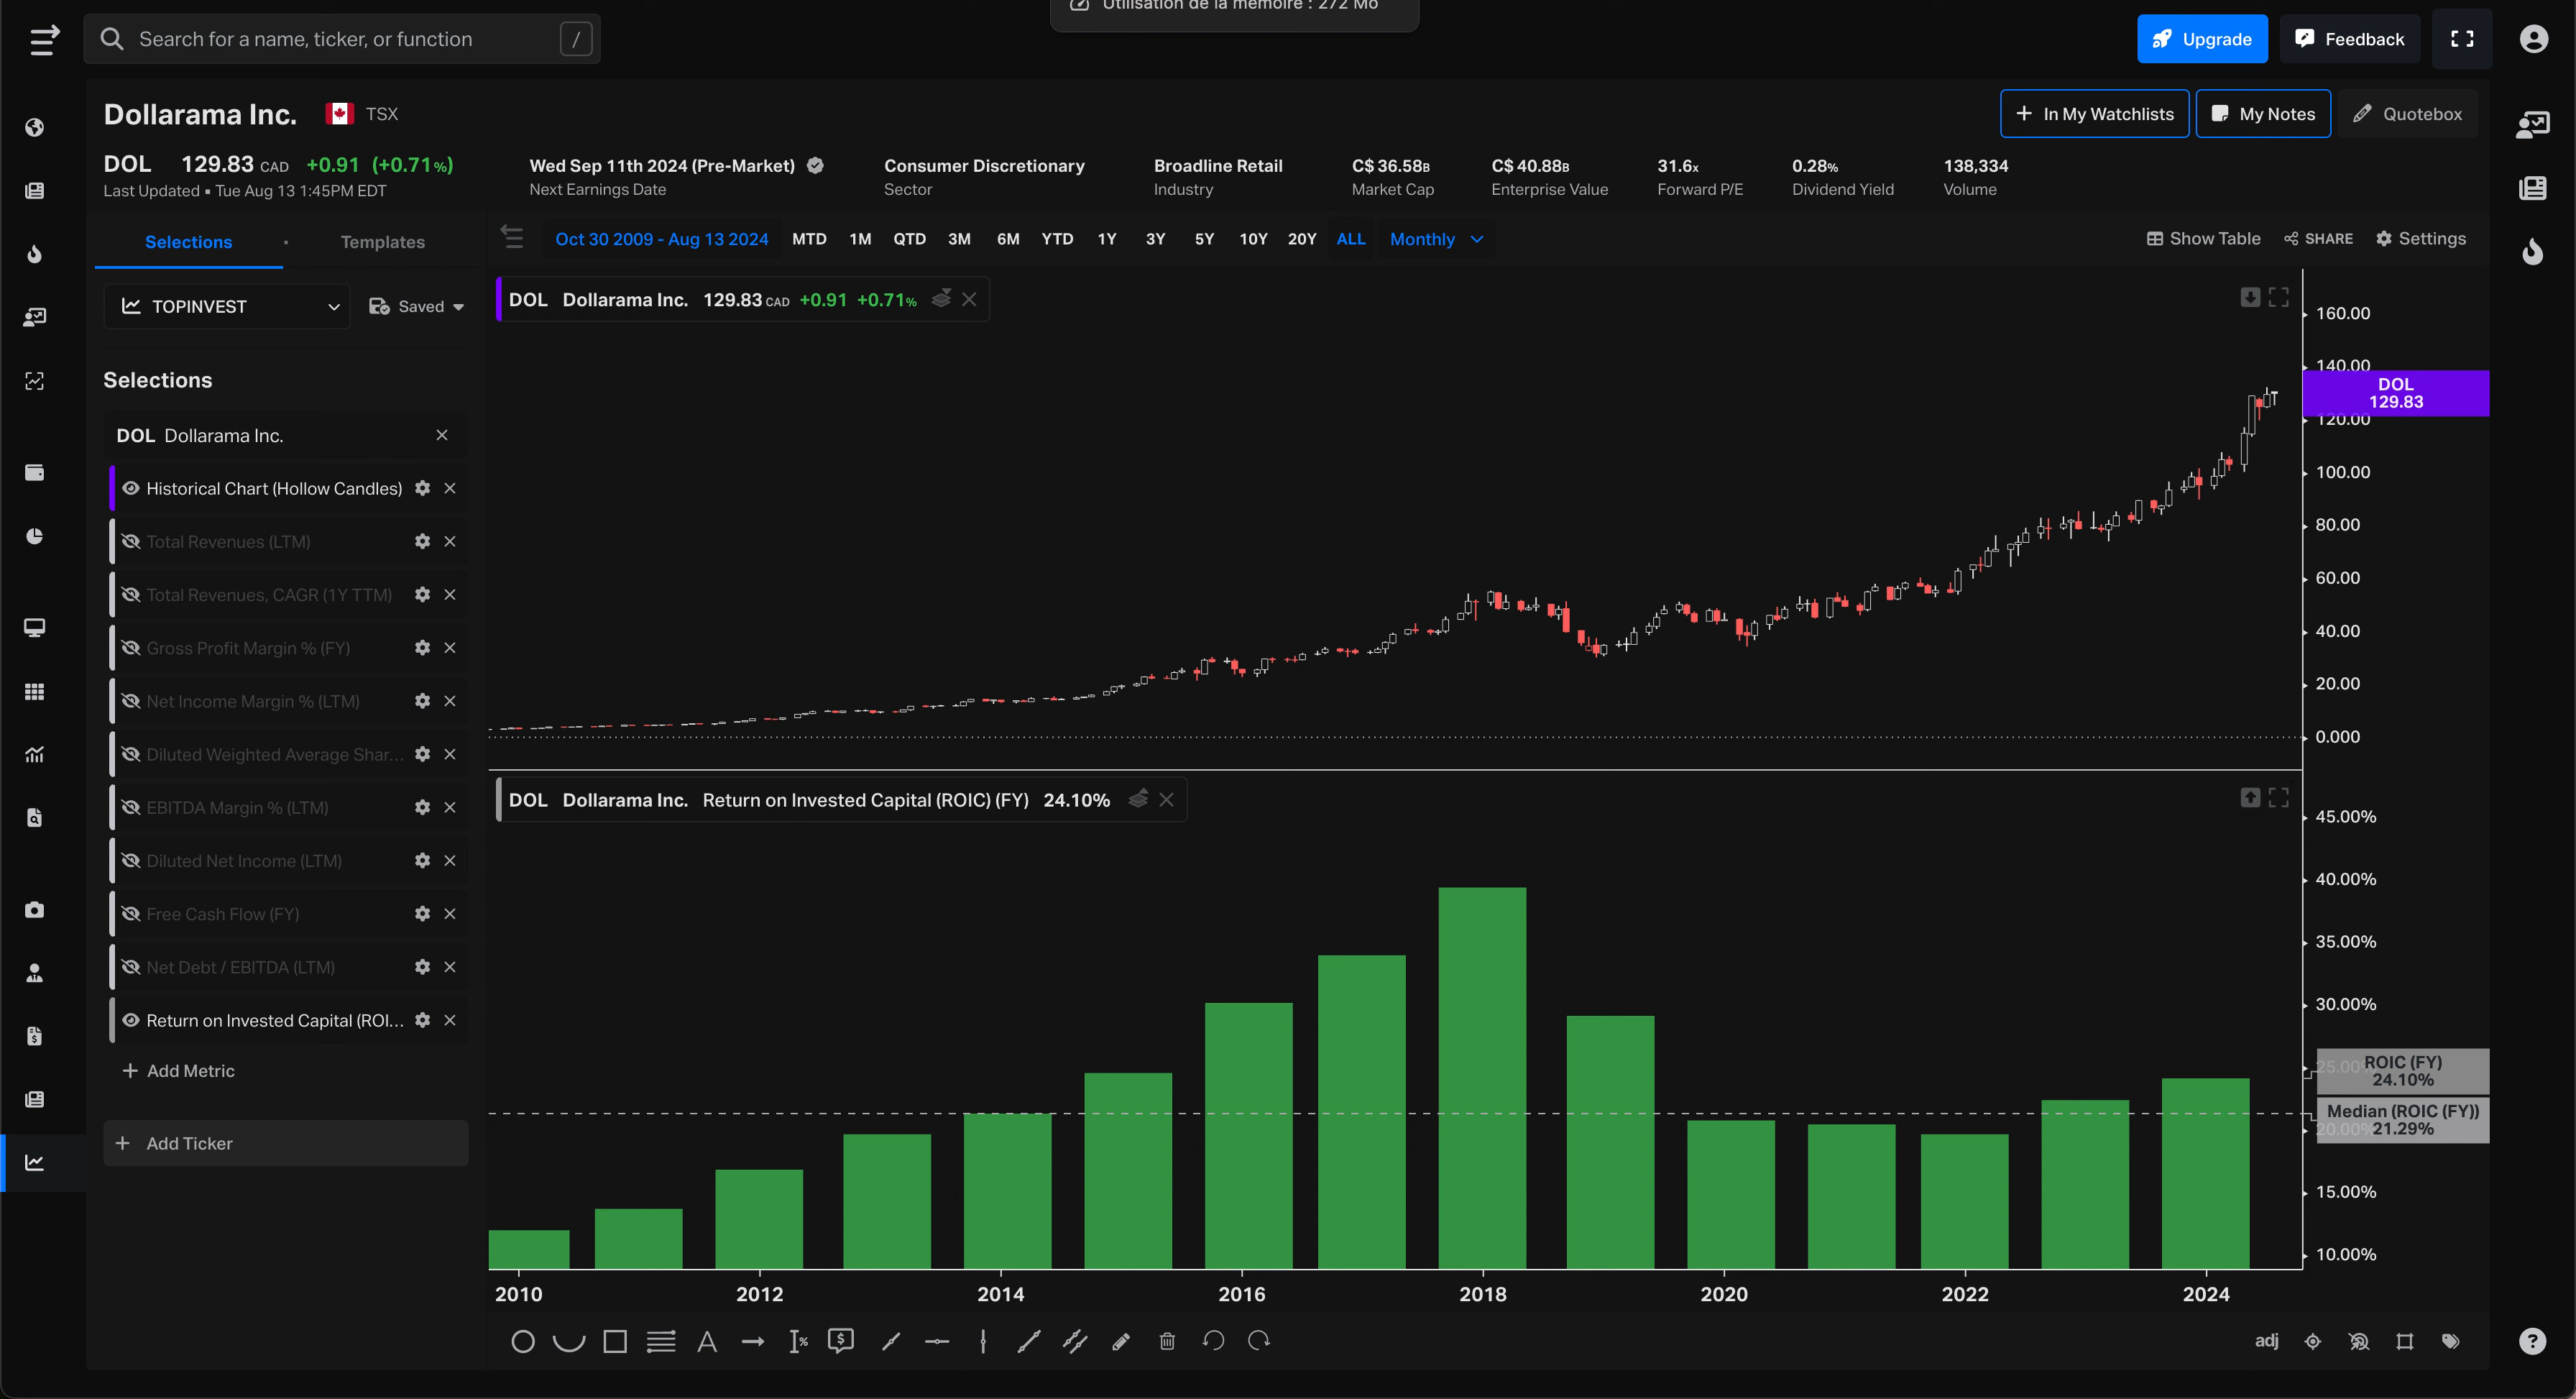 Utilisation de la mémoire : 272 Mo
Search for a name, ticker, or function /
Upgrade
Feedback
Dollarama Inc. TSX
In My Watchlists
My Notes
Quotebox
DOL 129.83 CAD +0.91 (+0.71%)
Last Updated ▪ Tue Aug 13 1:45PM EDT
Wed Sep 11th 2024 (Pre-Market)
Next Earnings Date
Consumer Discretionary
Sector
Broadline Retail
Industry
C$ 36.58B
Market Cap
C$ 40.88B
Enterprise Value
31.6x
Forward P/E
0.28%
Dividend Yield
138,334
Volume
Selections · Templates
Oct 30 2009 - Aug 13 2024 MTD 1M QTD 3M 6M YTD 1Y 3Y 5Y 10Y 20Y ALL Monthly
Show Table SHARE Settings
TOPINVEST Saved
Selections
DOL Dollarama Inc.
Historical Chart (Hollow Candles)
Total Revenues (LTM)
Total Revenues, CAGR (1Y TTM)
Gross Profit Margin % (FY)
Net Income Margin % (LTM)
Diluted Weighted Average Shar...
EBITDA Margin % (LTM)
Diluted Net Income (LTM)
Free Cash Flow (FY)
Net Debt / EBITDA (LTM)
Return on Invested Capital (ROI...
+ Add Metric
+ Add Ticker
DOL Dollarama Inc. 129.83 CAD +0.91 +0.71%
160.00
140.00
DOL
129.83
120.00
100.00
80.00
60.00
40.00
20.00
0.000
DOL Dollarama Inc. Return on Invested Capital (ROIC) (FY) 24.10%
45.00%
40.00%
35.00%
30.00%
25.00%
ROIC (FY)
24.10%
Median (ROIC (FY))
21.29%
20.00%
15.00%
10.00%
2010 2012 2014 2016 2018 2020 2022 2024
adj